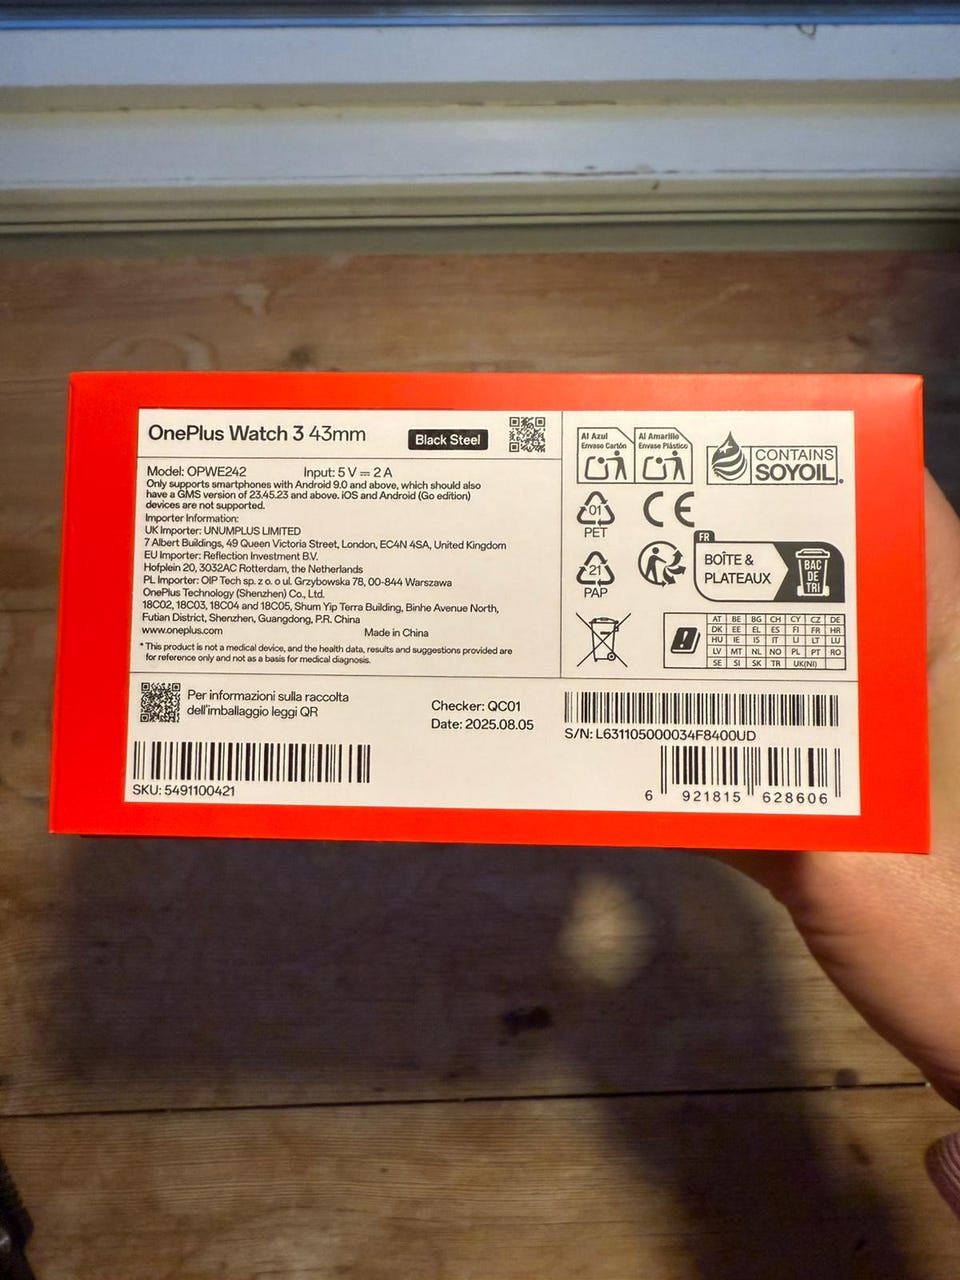 OnePlus Watch 3 43mm
Black Steel
Model: OPWE242 Input: 5 V ⎓ 2 A
Only supports smartphones with Android 9.0 and above, which should also
have a GMS version of 23.45.23 and above. iOS and Android (Go edition)
devices are not supported.
Importer Information:
UK Importer: UNUMPLUS LIMITED
7 Albert Buildings, 49 Queen Victoria Street, London, EC4N 4SA, United Kingdom
EU Importer: Reflection Investment B.V.
Hofplein 20, 3032AC Rotterdam, the Netherlands
PL Importer: OIP Tech sp. z o. o ul. Grzybowska 78, 00-844 Warszawa
OnePlus Technology (Shenzhen) Co., Ltd.
18C02, 18C03, 18C04 and 18C05, Shum Yip Terra Building, Binhe Avenue North,
Futian District, Shenzhen, Guangdong, P.R. China
www.oneplus.com Made in China
* This product is not a medical device, and the health data, results and suggestions provided are
for reference only and not as a basis for medical diagnosis.
Al Azul
Envase Cartón
Al Amarillo
Envase Plástico
CONTAINS
SOYOIL
01
PET
CE
21
PAP
FR
BOÎTE &
PLATEAUX
BAC
DE
TRI
AT BE BG CH CY CZ DE
DK EE EL ES FI FR HR
HU IE IS IT LI LT LU
LV MT NL NO PL PT RO
SE SI SK TR UK(NI)
Per informazioni sulla raccolta
dell'imballaggio leggi QR
Checker: QC01
Date: 2025.08.05
S/N: L631105000034F8400UD
SKU: 5491100421
6 921815 628606